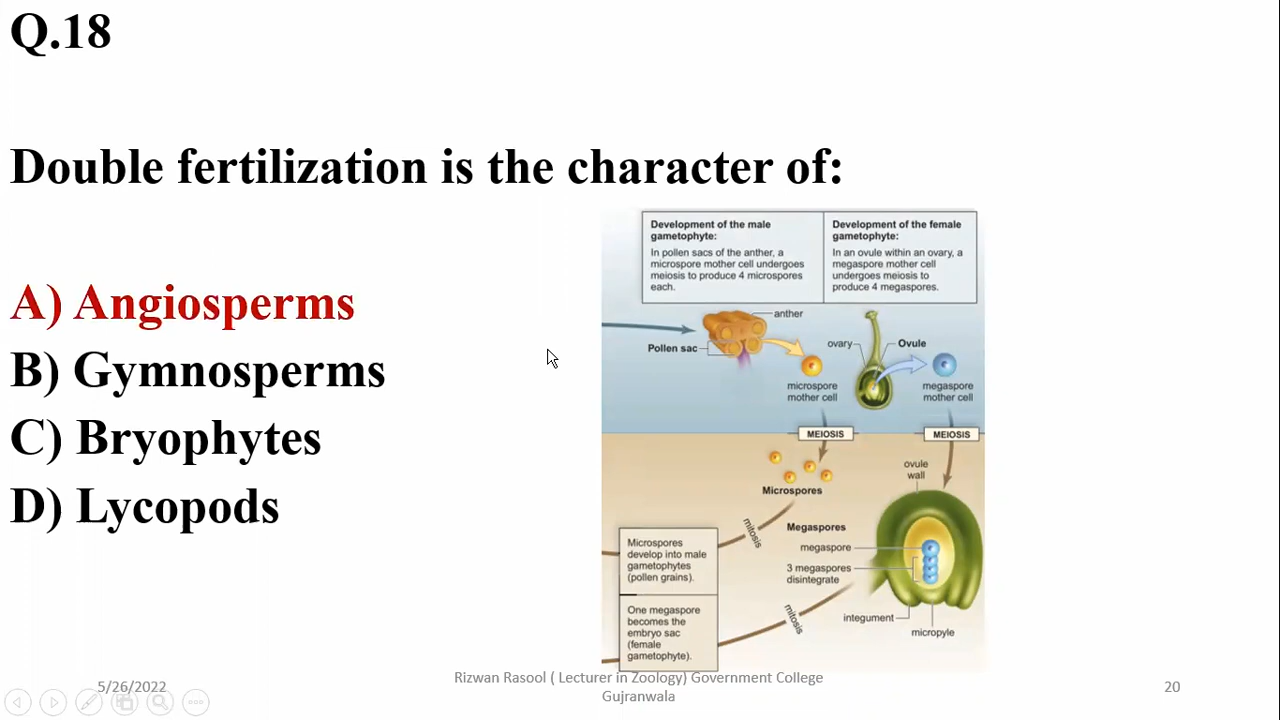 Q.18
Double fertilization is the character of:
A) Angiosperms
B) Gymnosperms
C) Bryophytes
D) Lycopods
Development of the male
gametophyte:
In pollen sacs of the anther, a
microspore mother cell undergoes
meiosis to produce 4 microspores
each.
Development of the female
gametophyte:
In an ovule within an ovary, a
megaspore mother cell
undergoes meiosis to
produce 4 megaspores.
anther
Pollen sac
ovary
Ovule
microspore
mother cell
megaspore
mother cell
MEIOSIS
MEIOSIS
ovule
wall
Microspores
mitosis
Megaspores
megaspore
3 megaspores
disintegrate
Microspores
develop into male
gametophytes
(pollen grains).
mitosis
One megaspore
becomes the
embryo sac
(female
gametophyte).
integument
micropyle
5/26/2022
Rizwan Rasool ( Lecturer in Zoology) Government College
Gujranwala
20